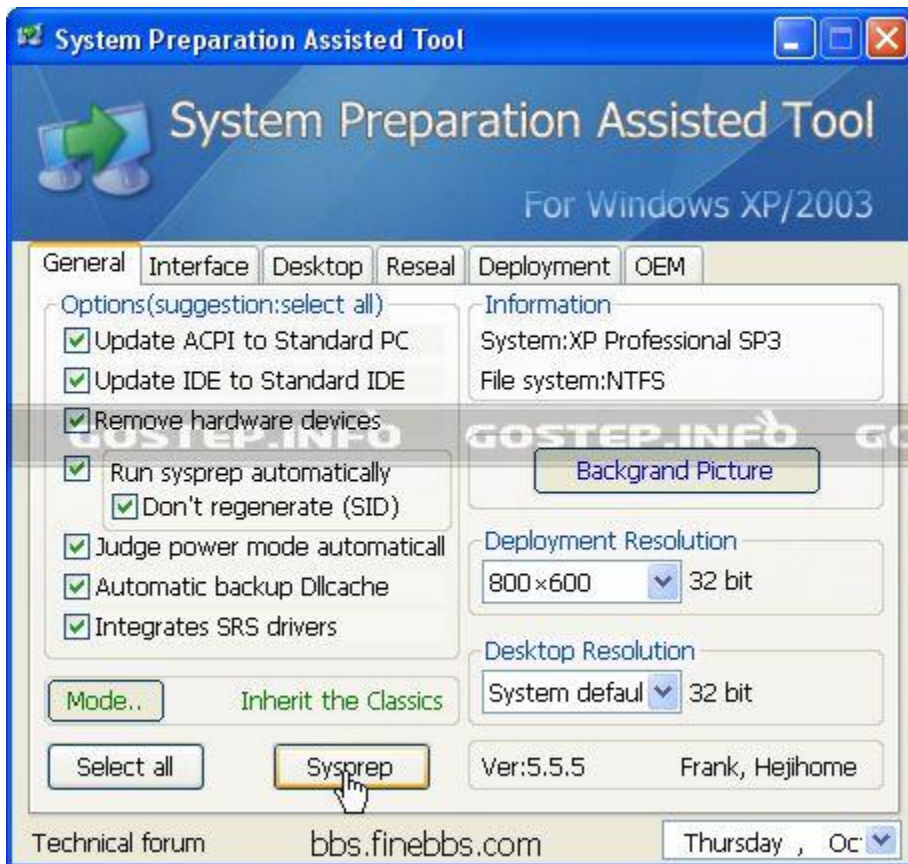 System Preparation Assisted Tool
System Preparation Assisted Tool
For Windows XP/2003
General Interface Desktop Reseal Deployment OEM
Options(suggestion:select all)
Update ACPI to Standard PC
Update IDE to Standard IDE
Remove hardware devices
Run sysprep automatically
Don't regenerate (SID)
Judge power mode automaticall
Automatic backup Dllcache
Integrates SRS drivers
Mode.. Inherit the Classics
Select all Sysprep
Information
System:XP Professional SP3
File system:NTFS
GOSTEP.INFO GOSTEP.INFO GO
Backgrand Picture
Deployment Resolution
800×600 32 bit
Desktop Resolution
System defaul 32 bit
Ver:5.5.5 Frank, Hejihome
Technical forum bbs.finebbs.com Thursday , Oc